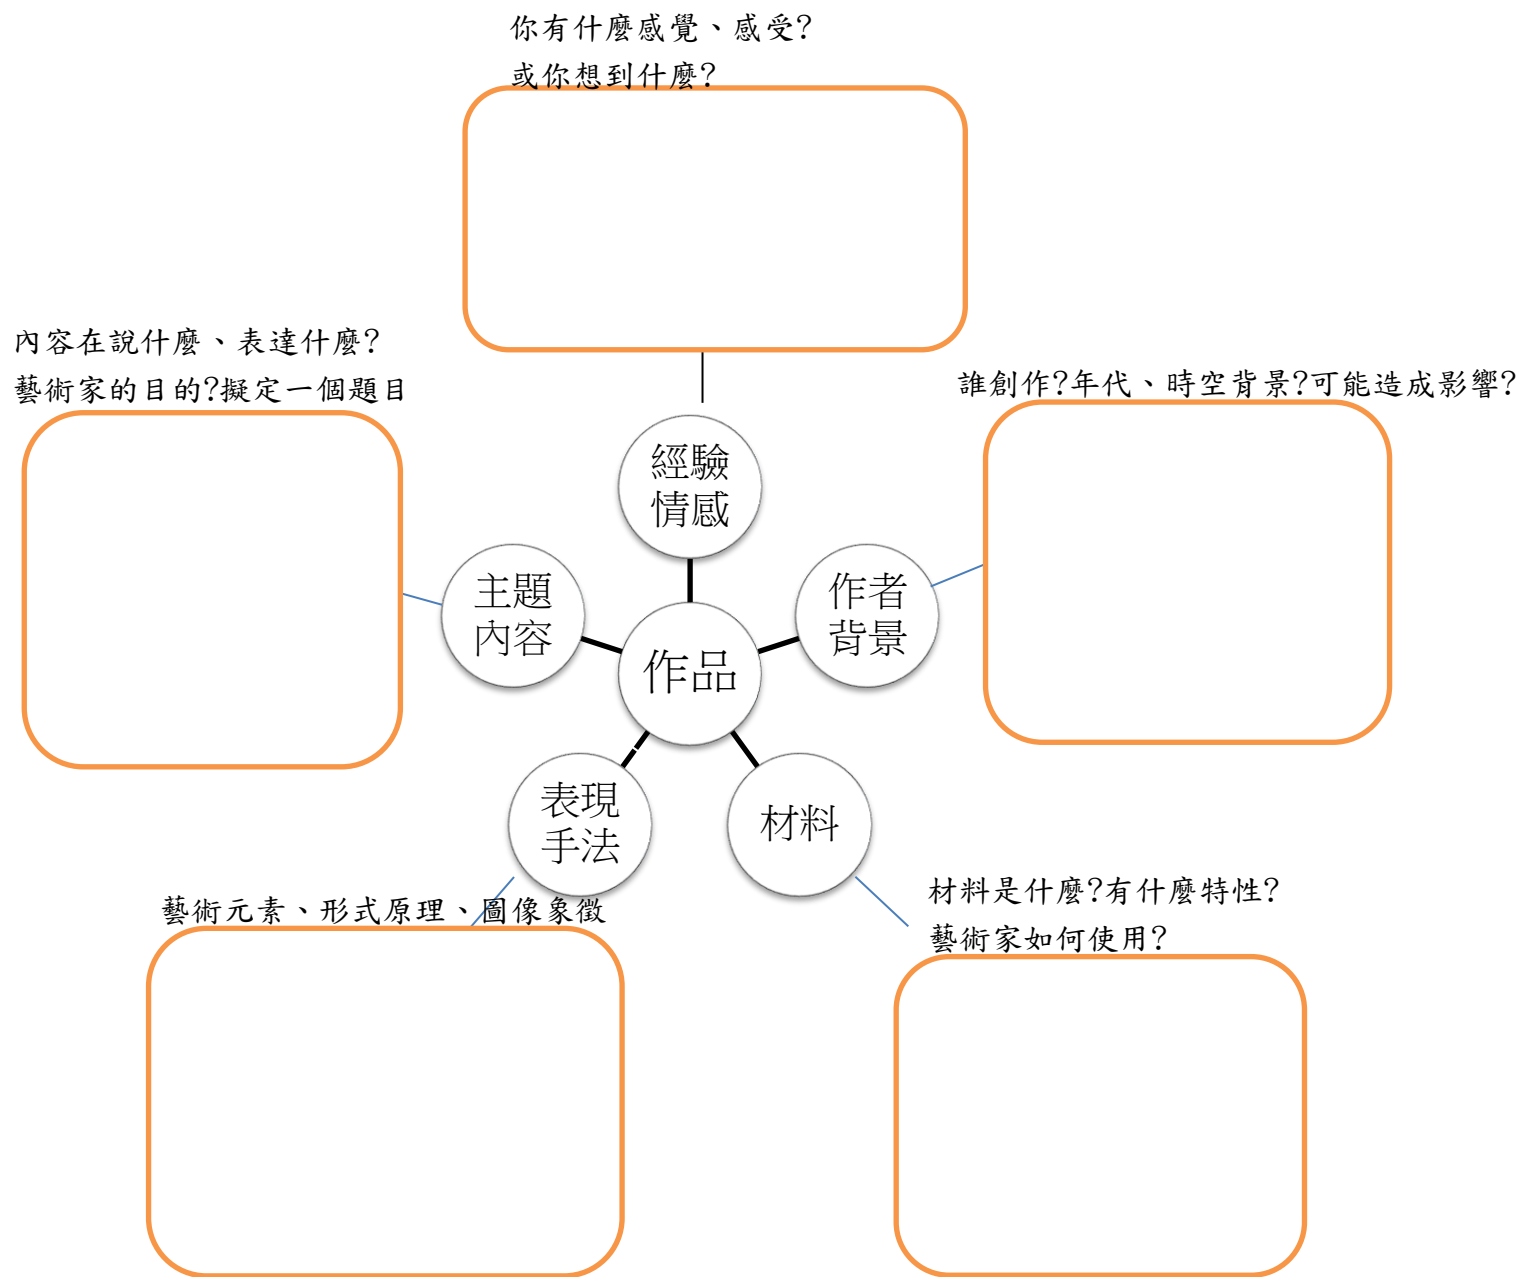 你有什麼感覺、感受?
或你想到什麼?
內容在說什麼、表達什麼?
藝術家的目的?擬定一個題目
誰創作?年代、時空背景?可能造成影響?
經驗
情感
主題
內容
作者
背景
作品
表現
手法
材料
藝術元素、形式原理、圖像象徵
材料是什麼?有什麼特性?
藝術家如何使用?